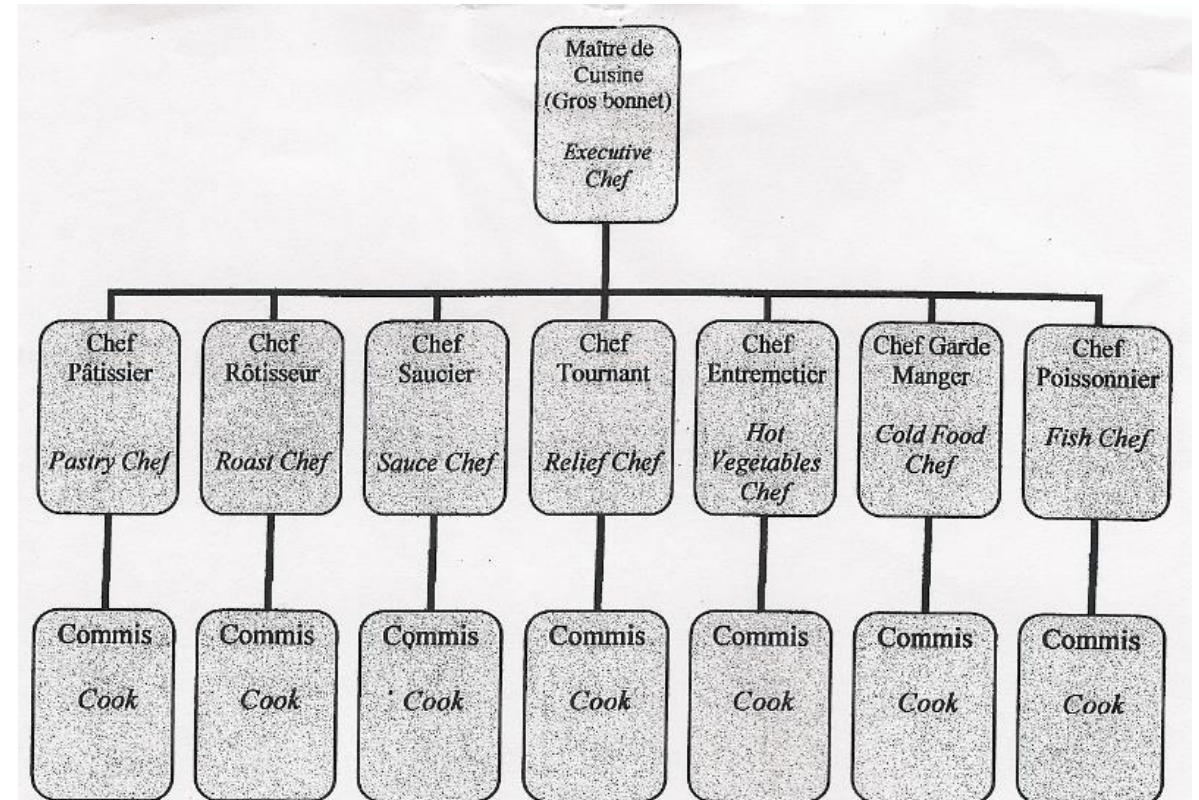 Maître de
Cuisine
(Gros bonnet)
Executive
Chef
Chef
Pâtissier
Pastry Chef
Chef
Rôtisseur
Roast Chef
Chef
Saucier
Sauce Chef
Chef
Tournant
Relief Chef
Chef
Entremetier
Hot
Vegetables
Chef
Chef Garde
Manger
Cold Food
Chef
Chef
Poissonnier
Fish Chef
Commis
Cook
Commis
Cook
Commis
Cook
Commis
Cook
Commis
Cook
Commis
Cook
Commis
Cook